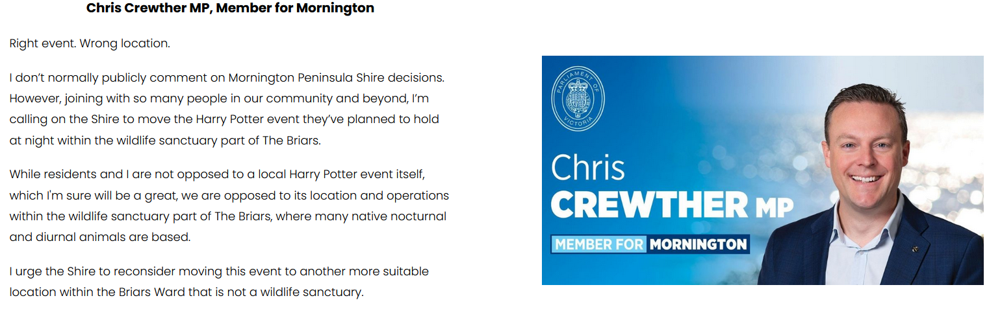 Chris Crewther MP, Member for Mornington
Right event. Wrong location.
I don’t normally publicly comment on Mornington Peninsula Shire decisions.
However, joining with so many people in our community and beyond, I’m
calling on the Shire to move the Harry Potter event they’ve planned to hold
at night within the wildlife sanctuary part of The Briars.
While residents and I are not opposed to a local Harry Potter event itself,
which I'm sure will be a great, we are opposed to its location and operations
within the wildlife sanctuary part of The Briars, where many native nocturnal
and diurnal animals are based.
I urge the Shire to reconsider moving this event to another more suitable
location within the Briars Ward that is not a wildlife sanctuary.
PARLIAMENT OF
VICTORIA
Chris
CREWTHER MP
MEMBER FOR MORNINGTON